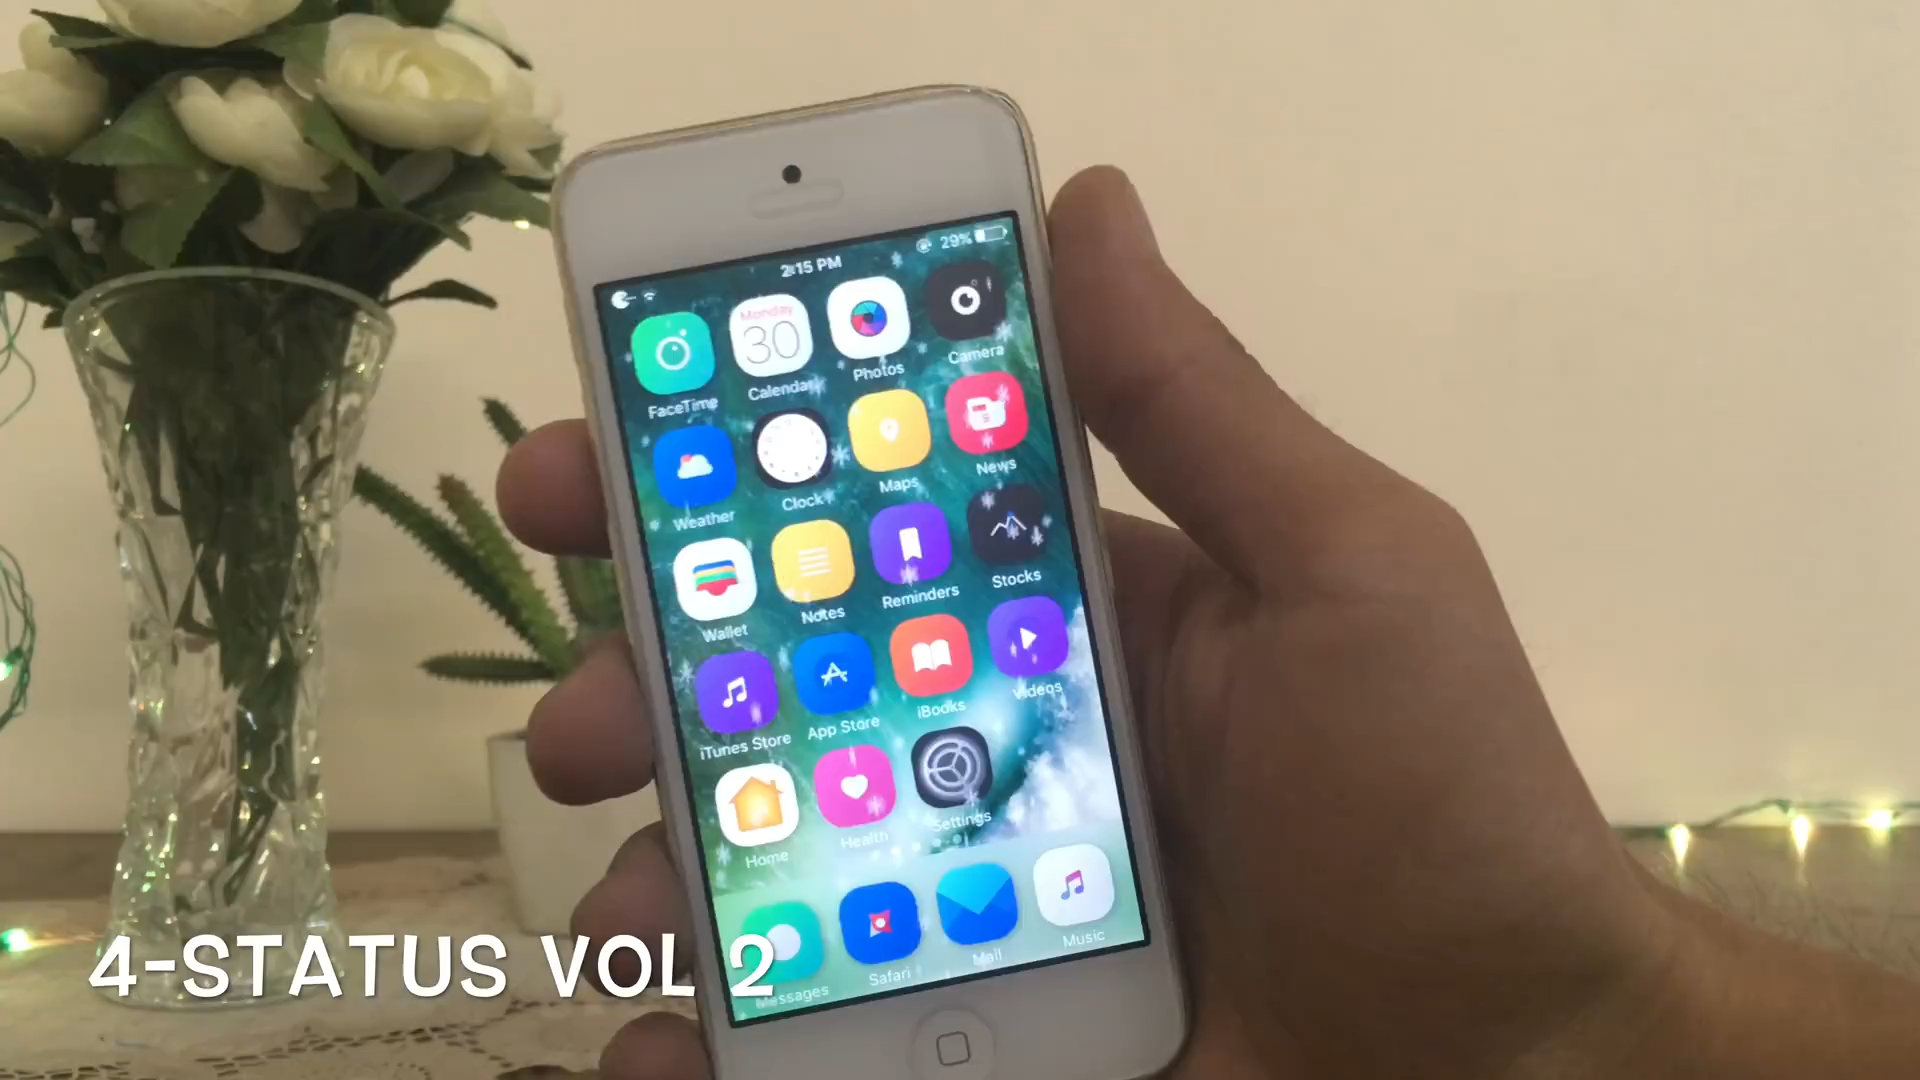 29%
2:15 PM
Monday
30
FaceTime
Calendar
Photos
Camera
Weather
Clock
Maps
News
Wallet
Notes
Reminders
Stocks
iTunes Store
App Store
iBooks
Videos
Home
Health
Settings
Messages
Safari
Mail
Music
4-STATUS VOL 2